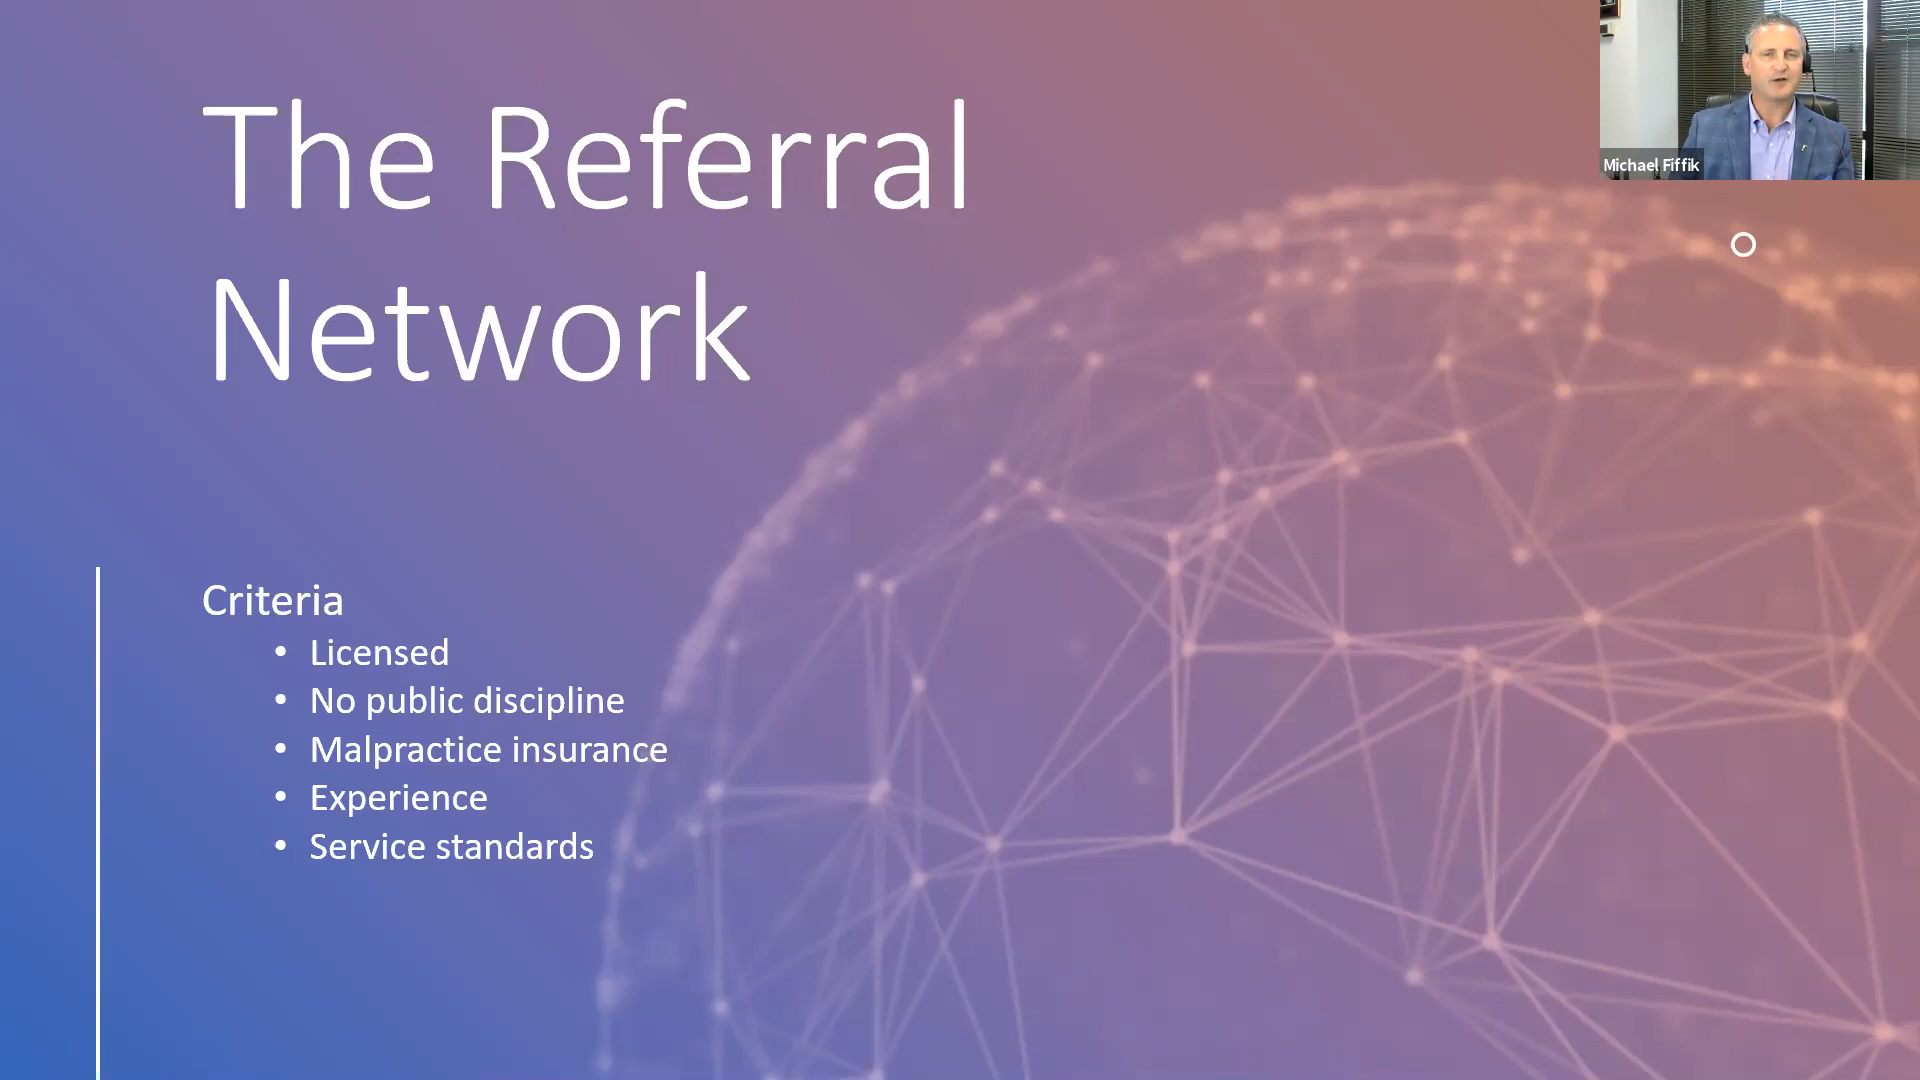 The Referral
Network
Michael Fiffik
Criteria
• Licensed
• No public discipline
• Malpractice insurance
• Experience
• Service standards